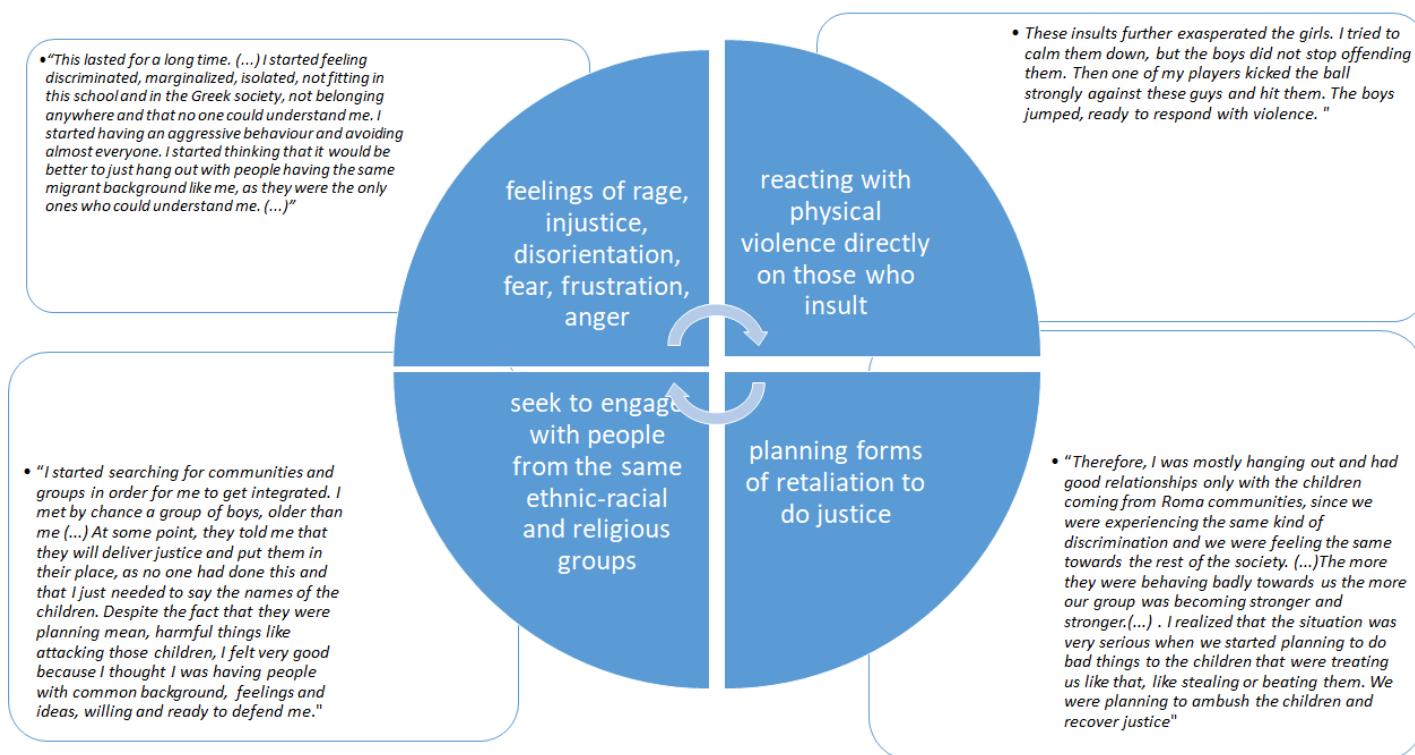 •“This lasted for a long time. (...) I started feeling
discriminated, marginalized, isolated, not fitting in
this school and in the Greek society, not belonging
anywhere and that no one could understand me. I
started having an aggressive behaviour and avoiding
almost everyone. I started thinking that it would be
better to just hang out with people having the same
migrant background like me, as they were the only
ones who could understand me. (...)”
feelings of rage,
injustice,
disorientation,
fear, frustration,
anger
reacting with
physical
violence directly
on those who
insult
• These insults further exasperated the girls. I tried to
calm them down, but the boys did not stop offending
them. Then one of my players kicked the ball
strongly against these guys and hit them. The boys
jumped, ready to respond with violence. "
• “I started searching for communities and
groups in order for me to get integrated. I
met by chance a group of boys, older than
me (...) At some point, they told me that
they will deliver justice and put them in
their place, as no one had done this and
that I just needed to say the names of the
children. Despite the fact that they were
planning mean, harmful things like
attacking those children, I felt very good
because I thought I was having people
with common background, feelings and
ideas, willing and ready to defend me."
seek to engage
with people
from the same
ethnic-racial
and religious
groups
planning forms
of retaliation to
do justice
• “Therefore, I was mostly hanging out and had
good relationships only with the children
coming from Roma communities, since we
were experiencing the same kind of
discrimination and we were feeling the same
towards the rest of the society. (...)The more
they were behaving badly towards us the more
our group was becoming stronger and
stronger.(...) . I realized that the situation was
very serious when we started planning to do
bad things to the children that were treating
us like that, like stealing or beating them. We
were planning to ambush the children and
recover justice"